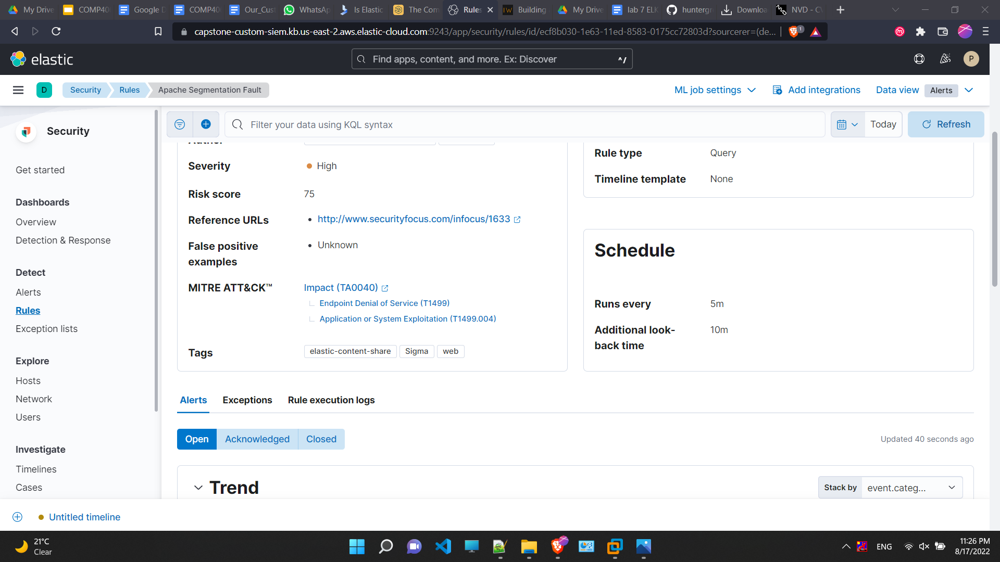 My Drive
COMP40
Google D
COMP40
Our_Cust
WhatsAp
Is Elastic
The Com
Rules
Building
My Drive
lab 7 ELK
huntergr
Downloa
NVD - CV
capstone-custom-siem.kb.us-east-2.aws.elastic-cloud.com:9243/app/security/rules/id/ecf8b030-1e63-11ed-8583-0175cc72803d?sourcerer=(de...
1
elastic
Find apps, content, and more. Ex: Discover
^/
P
D
Security
Rules
Apache Segmentation Fault
ML job settings
Add integrations
Data view
Alerts
Security
Get started
Dashboards
Overview
Detection & Response
Detect
Alerts
Rules
Exception lists
Explore
Hosts
Network
Users
Investigate
Timelines
Cases
Filter your data using KQL syntax
Today
Refresh
Author
Severity
High
Risk score
75
Reference URLs
http://www.securityfocus.com/infocus/1633
False positive
examples
Unknown
MITRE ATT&CK™
Impact (TA0040)
Endpoint Denial of Service (T1499)
Application or System Exploitation (T1499.004)
Tags
elastic-content-share
Sigma
web
Rule type
Query
Timeline template
None
Schedule
Runs every
5m
Additional look-
back time
10m
Alerts
Exceptions
Rule execution logs
Open
Acknowledged
Closed
Updated 40 seconds ago
Trend
Stack by
event.categ...
Untitled timeline
21°C
Clear
ENG
11:26 PM
8/17/2022